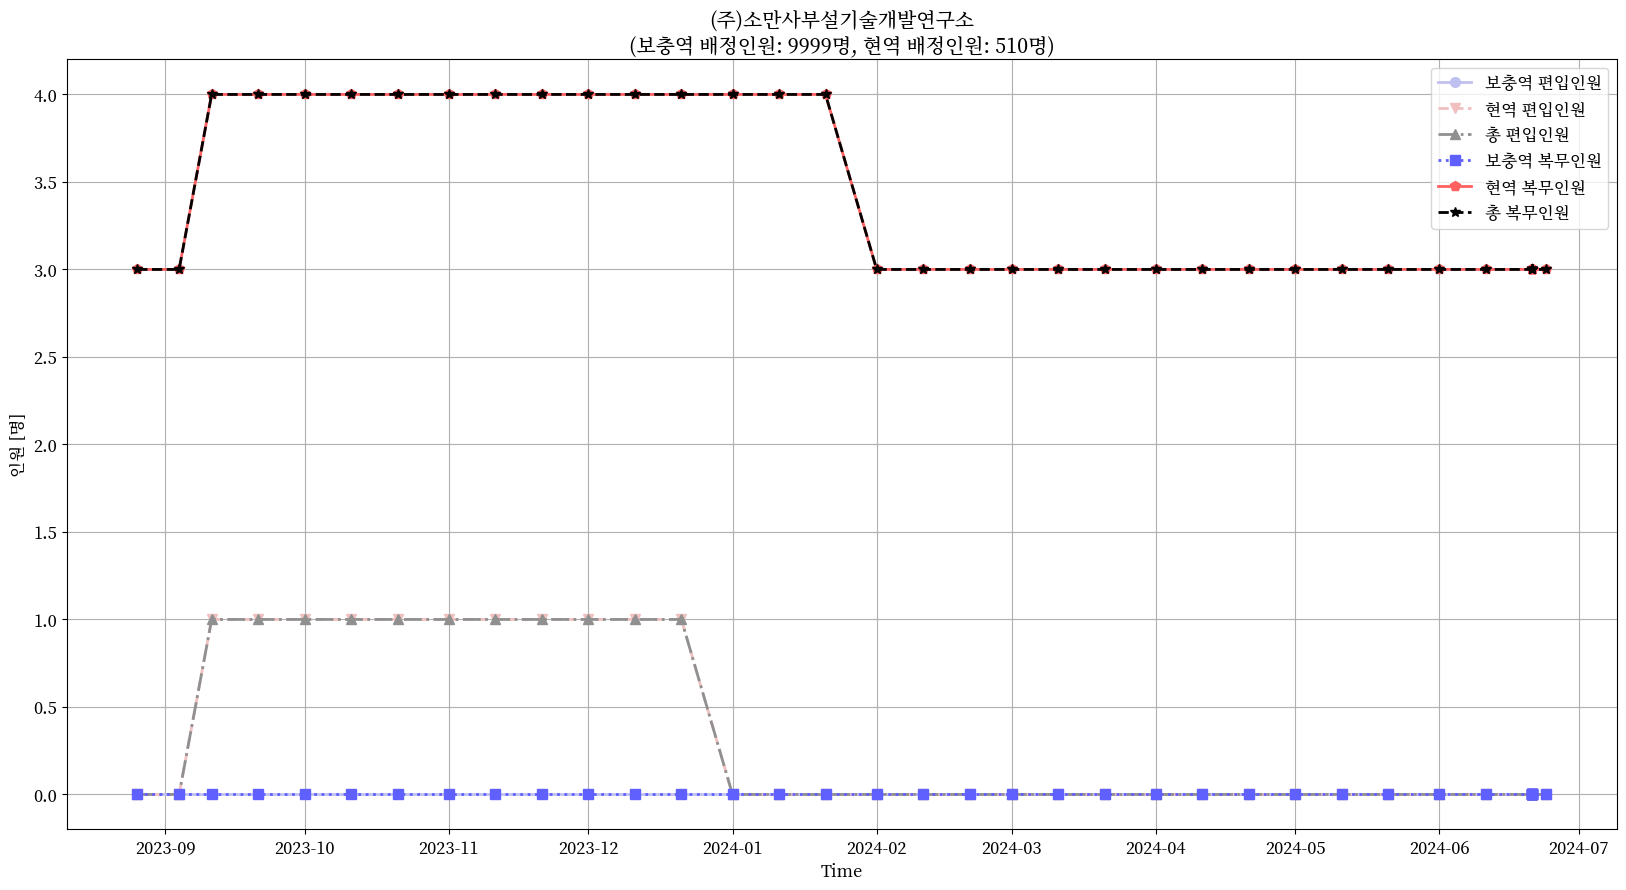 (주)소만사부설기술개발연구소
(보충역 배정인원: 9999명, 현역 배정인원: 510명)
보충역 편입인원
현역 편입인원
총 편입인원
보충역 복무인원
현역 복무인원
총 복무인원
4.0
3.5
3.0
2.5
2.0
1.5
1.0
0.5
0.0
인원 [명]
2023-09
2023-10
2023-11
2023-12
2024-01
2024-02
2024-03
2024-04
2024-05
2024-06
2024-07
Time